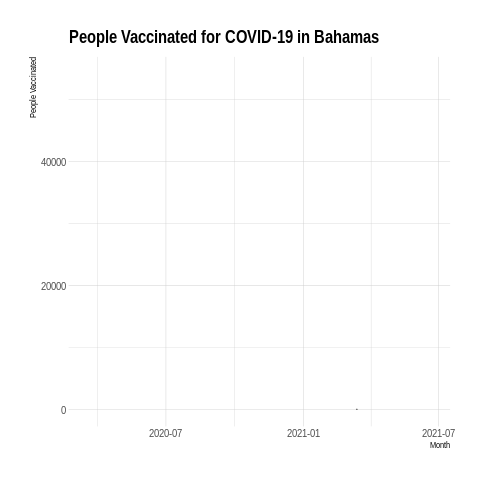 People Vaccinated for COVID-19 in Bahamas
People Vaccinated
40000
20000
0
2020-07
2021-01
2021-07
Month